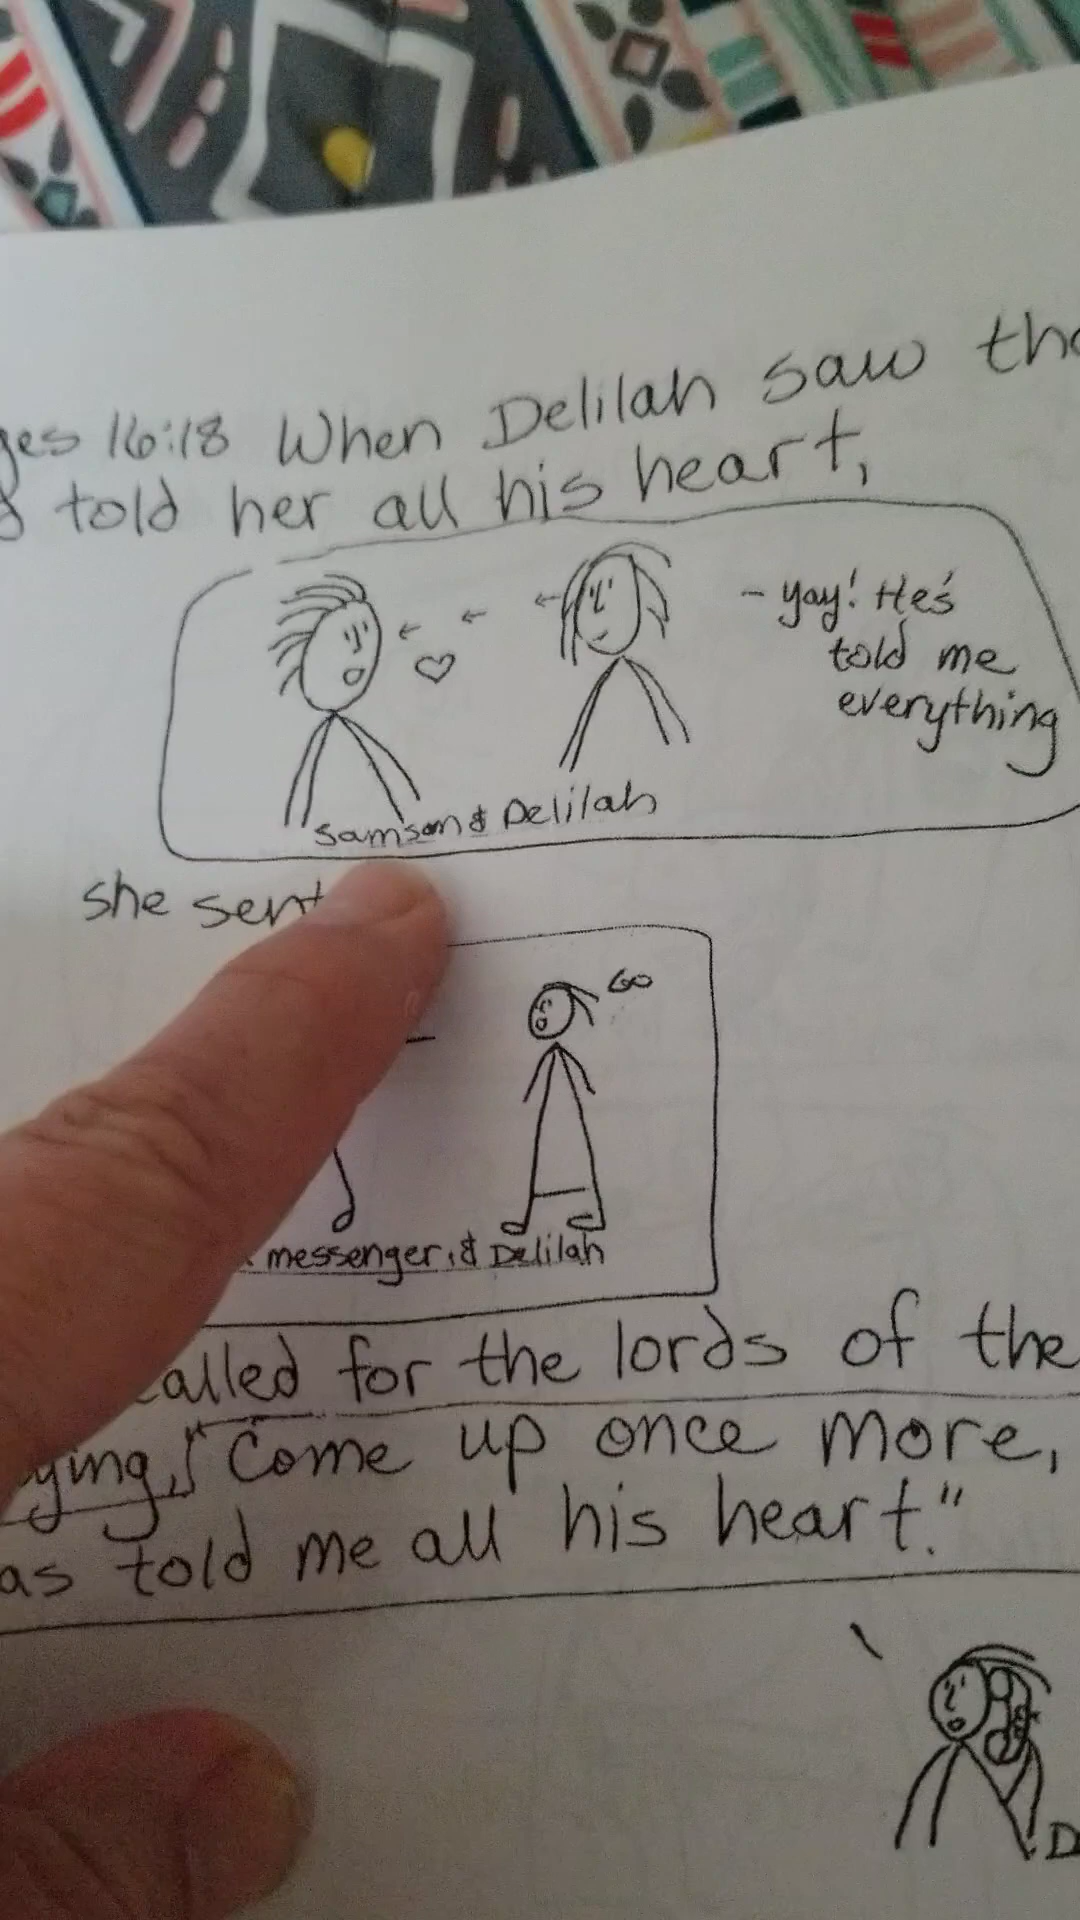 ges 16:18 When Delilah saw tha
d told her all his heart,
- yay! He's
told me
everything
Samson & Delilah
she sent
Go
messenger, & Delilah
called for the lords of the
ying, "Come up once more,
as told me all his heart."
D